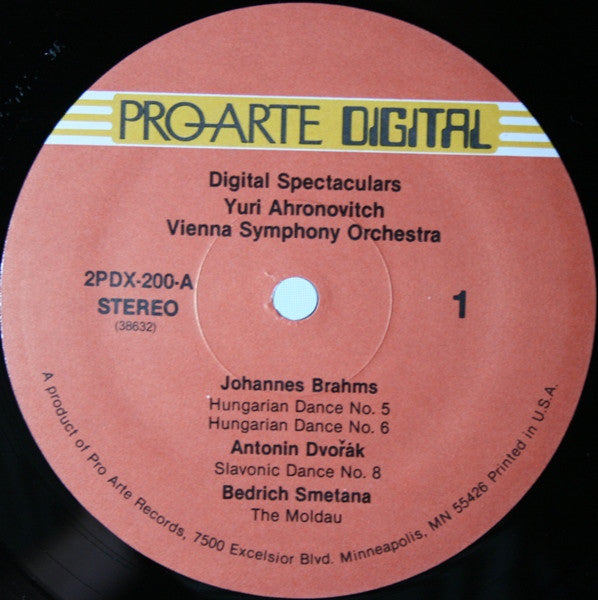 PRO-ARTE DIGITAL
Digital Spectaculars
Yuri Ahronovitch
Vienna Symphony Orchestra
2PDX-200-A
STEREO
(38632)
1
Johannes Brahms
Hungarian Dance No. 5
Hungarian Dance No. 6
Antonin Dvořák
Slavonic Dance No. 8
Bedrich Smetana
The Moldau
A product of Pro Arte Records, 7500 Excelsior Blvd. Minneapolis, MN 55426 Printed in U.S.A.